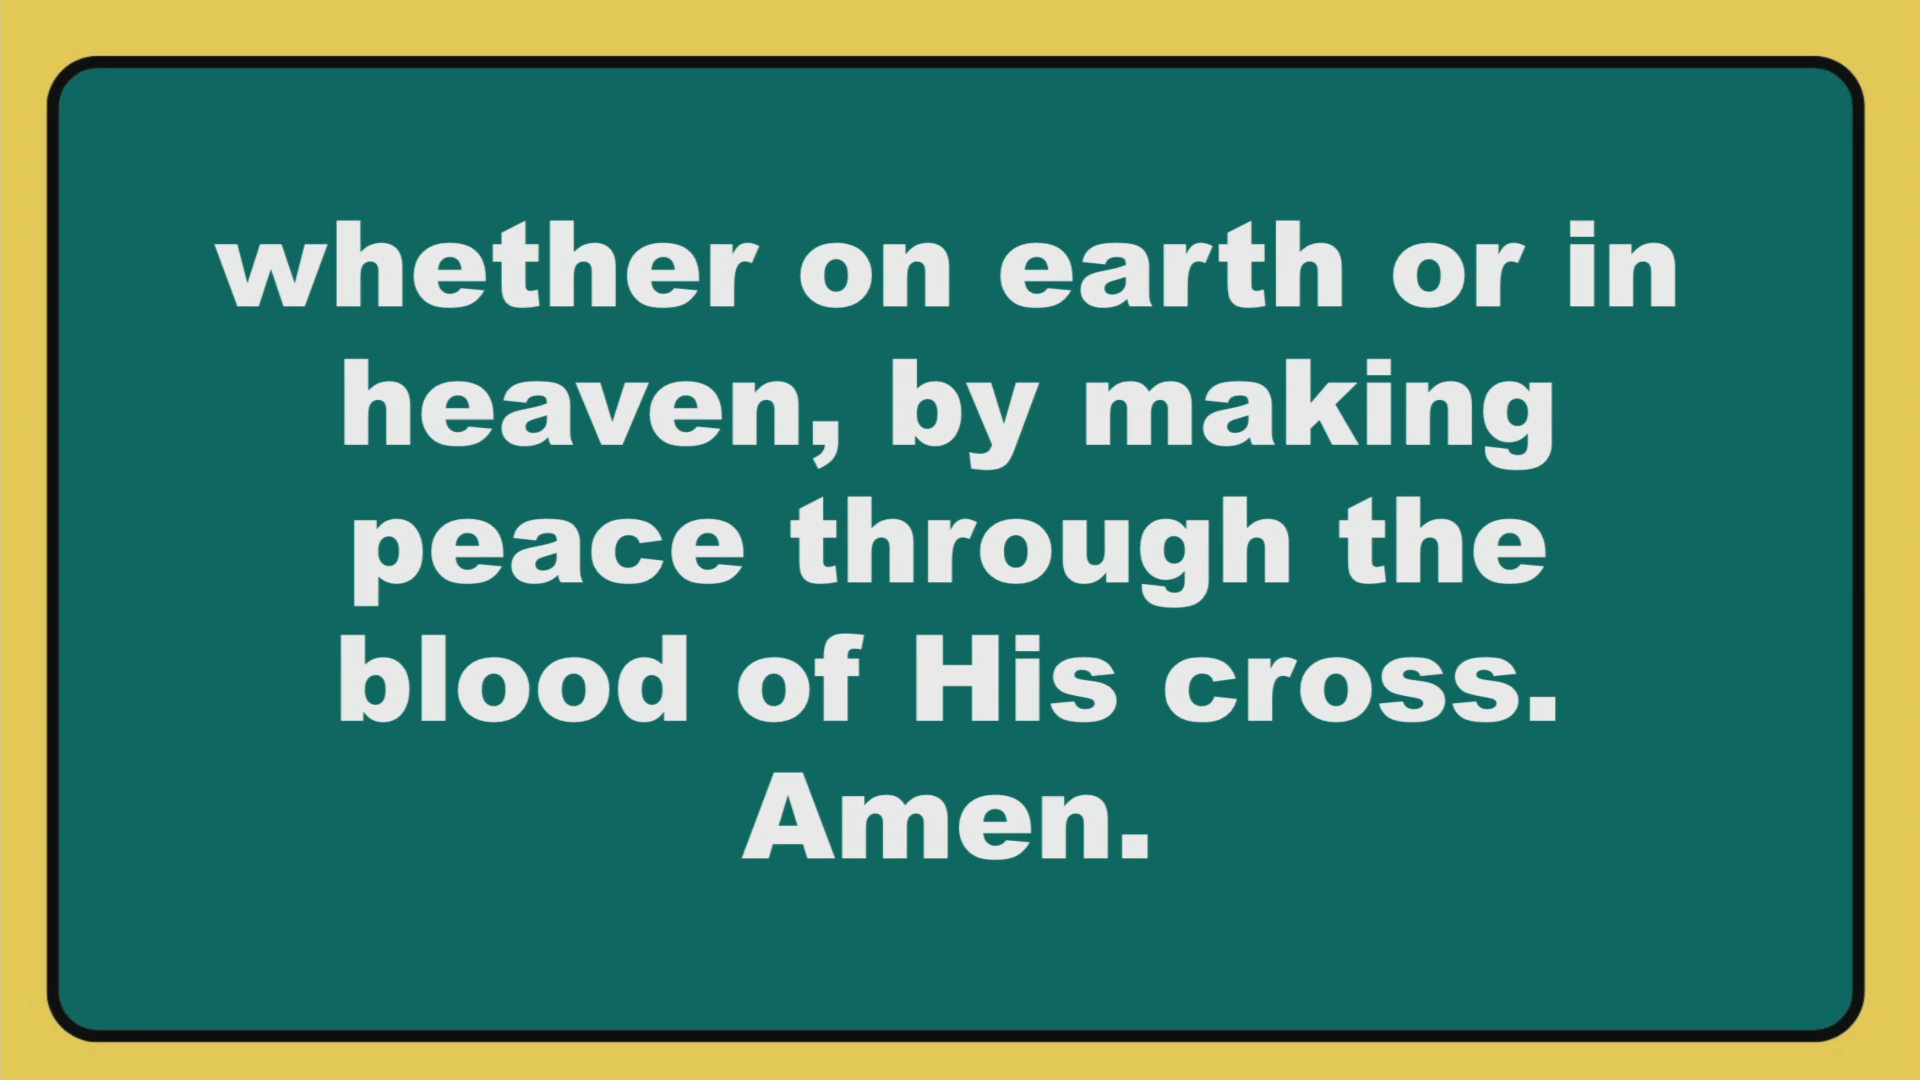 whether on earth or in
heaven, by making
peace through the
blood of His cross.
Amen.